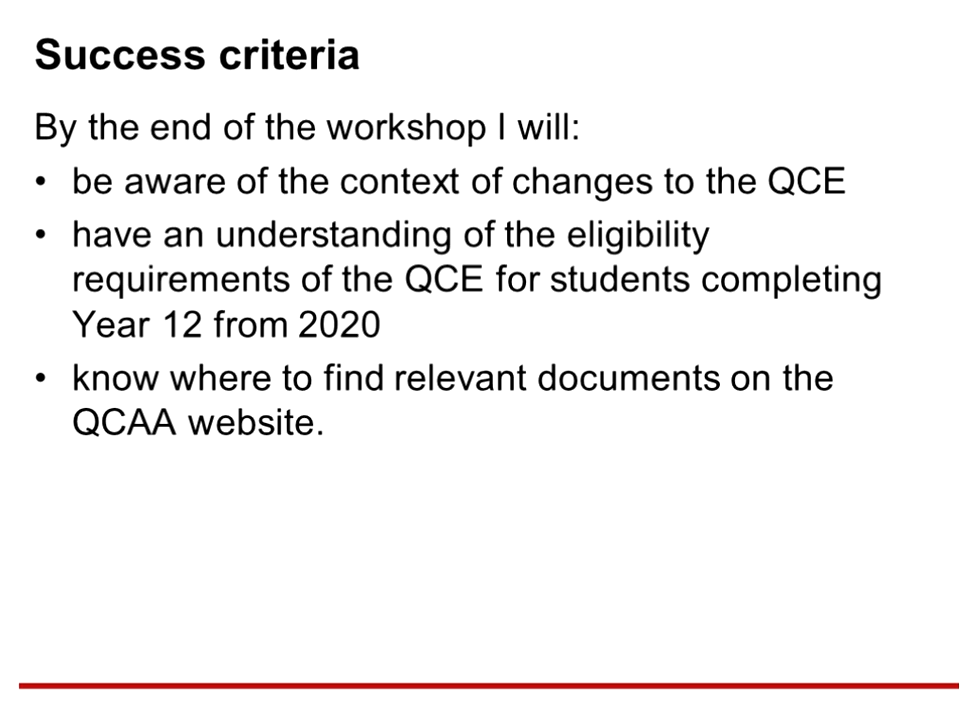 Success criteria
By the end of the workshop I will:
• be aware of the context of changes to the QCE
• have an understanding of the eligibility
requirements of the QCE for students completing
Year 12 from 2020
• know where to find relevant documents on the
QCAA website.